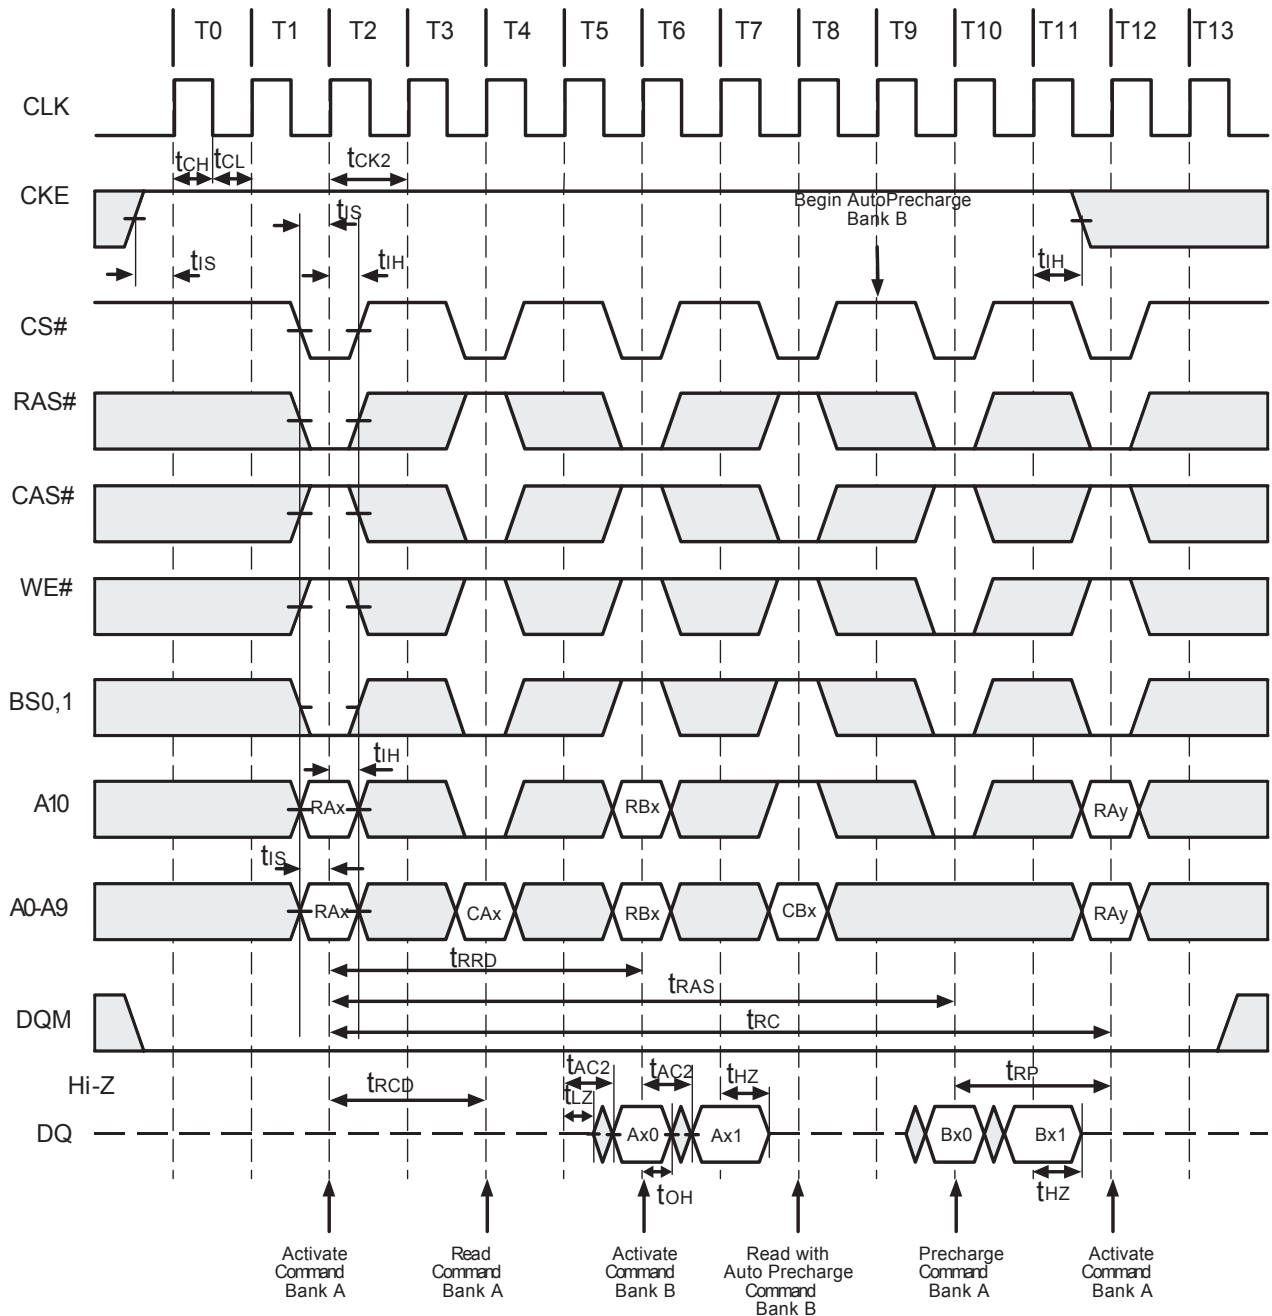 T0 T1 T2 T3 T4 T5 T6 T7 T8 T9 T10 T11 T12 T13
CLK
tCH tCL tCK2
CKE
tIS
Begin AutoPrecharge
Bank B
tIS tIH tIH
CS#
RAS#
CAS#
WE#
BS0,1
tIH
A10 RAx RBx RAy
tIS
A0-A9 RAx CAx RBx CBx RAy
tRRD
tRAS
DQM
tRC
Hi-Z tRCD tAC2 tAC2 tHZ tRP
tLZ
DQ Ax0 Ax1 Bx0 Bx1
tOH tHZ
Activate
Command
Bank A
Read
Command
Bank A
Activate
Command
Bank B
Read with
Auto Precharge
Command
Bank B
Precharge
Command
Bank A
Activate
Command
Bank A